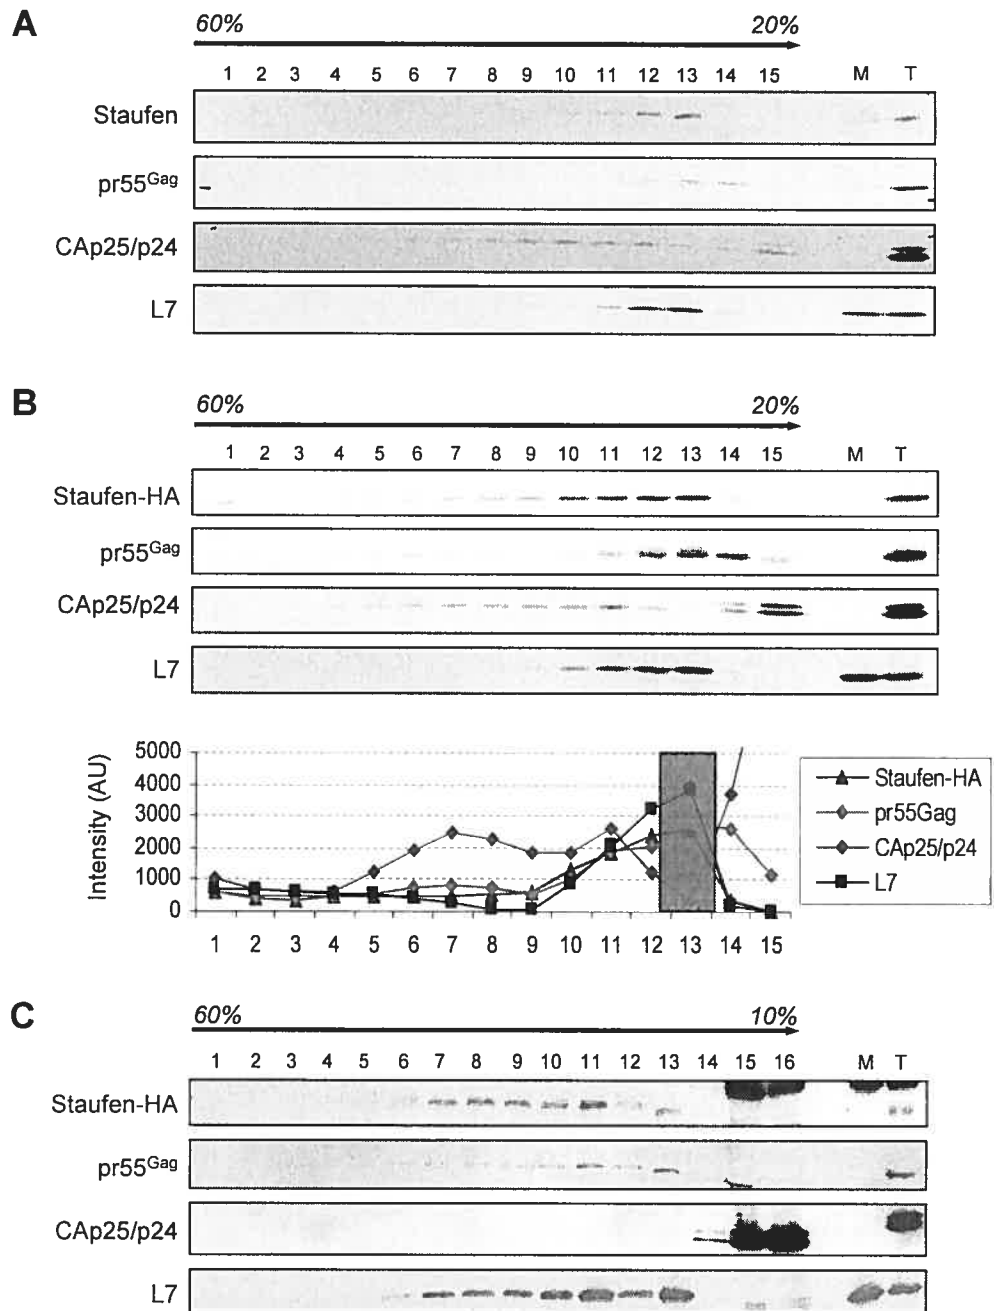 A
60% 20%
1 2 3 4 5 6 7 8 9 10 11 12 13 14 15 M T
Staufen
pr55Gag
CAp25/p24
L7
B
60% 20%
1 2 3 4 5 6 7 8 9 10 11 12 13 14 15 M T
Staufen-HA
pr55Gag
CAp25/p24
L7
Intensity (AU)
5000
4000
3000
2000
1000
0
1 2 3 4 5 6 7 8 9 10 11 12 13 14 15
Staufen-HA
pr55Gag
CAp25/p24
L7
C
60% 10%
1 2 3 4 5 6 7 8 9 10 11 12 13 14 15 16 M T
Staufen-HA
pr55Gag
CAp25/p24
L7